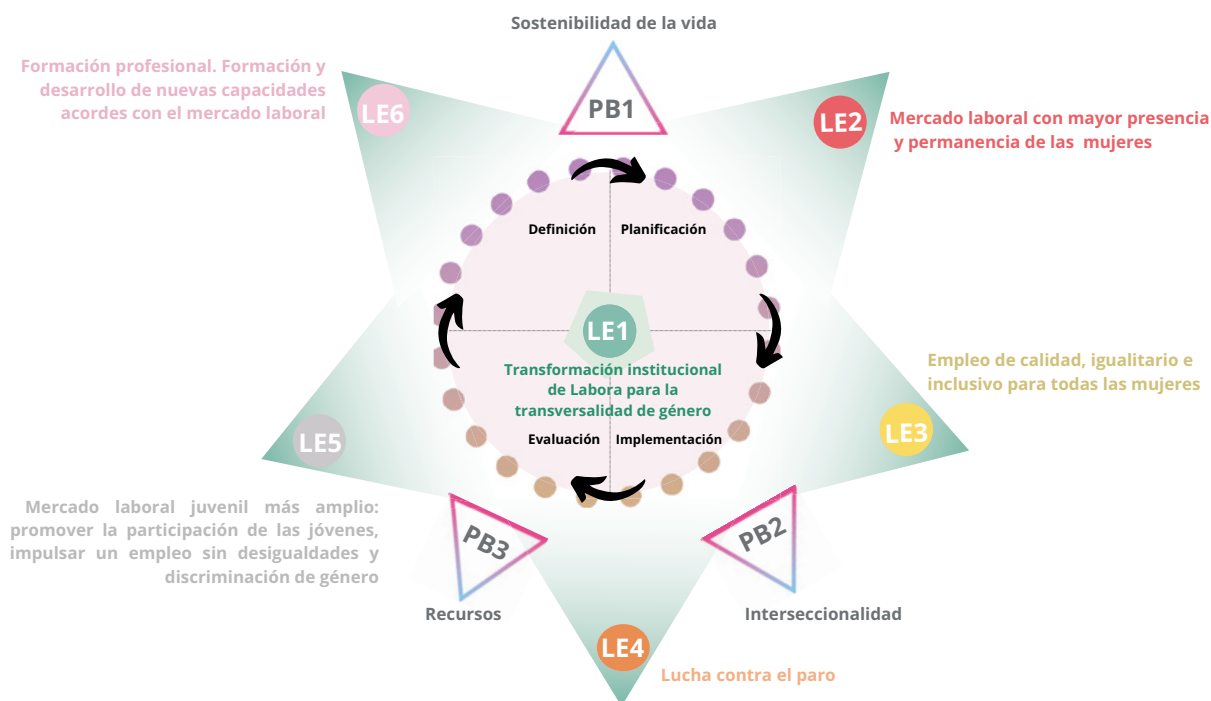 Sostenibilidad de la vida
PB1
Formación profesional. Formación y
desarrollo de nuevas capacidades
acordes con el mercado laboral
LE6
LE2
Mercado laboral con mayor presencia
y permanencia de las mujeres
Definición
Planificación
LE1
Transformación institucional
de Labora para la
transversalidad de género
Evaluación
Implementación
Empleo de calidad, igualitario e
inclusivo para todas las mujeres
LE3
LE5
Mercado laboral juvenil más amplio:
promover la participación de las jóvenes,
impulsar un empleo sin desigualdades y
discriminación de género
PB3
Recursos
PB2
Interseccionalidad
LE4
Lucha contra el paro